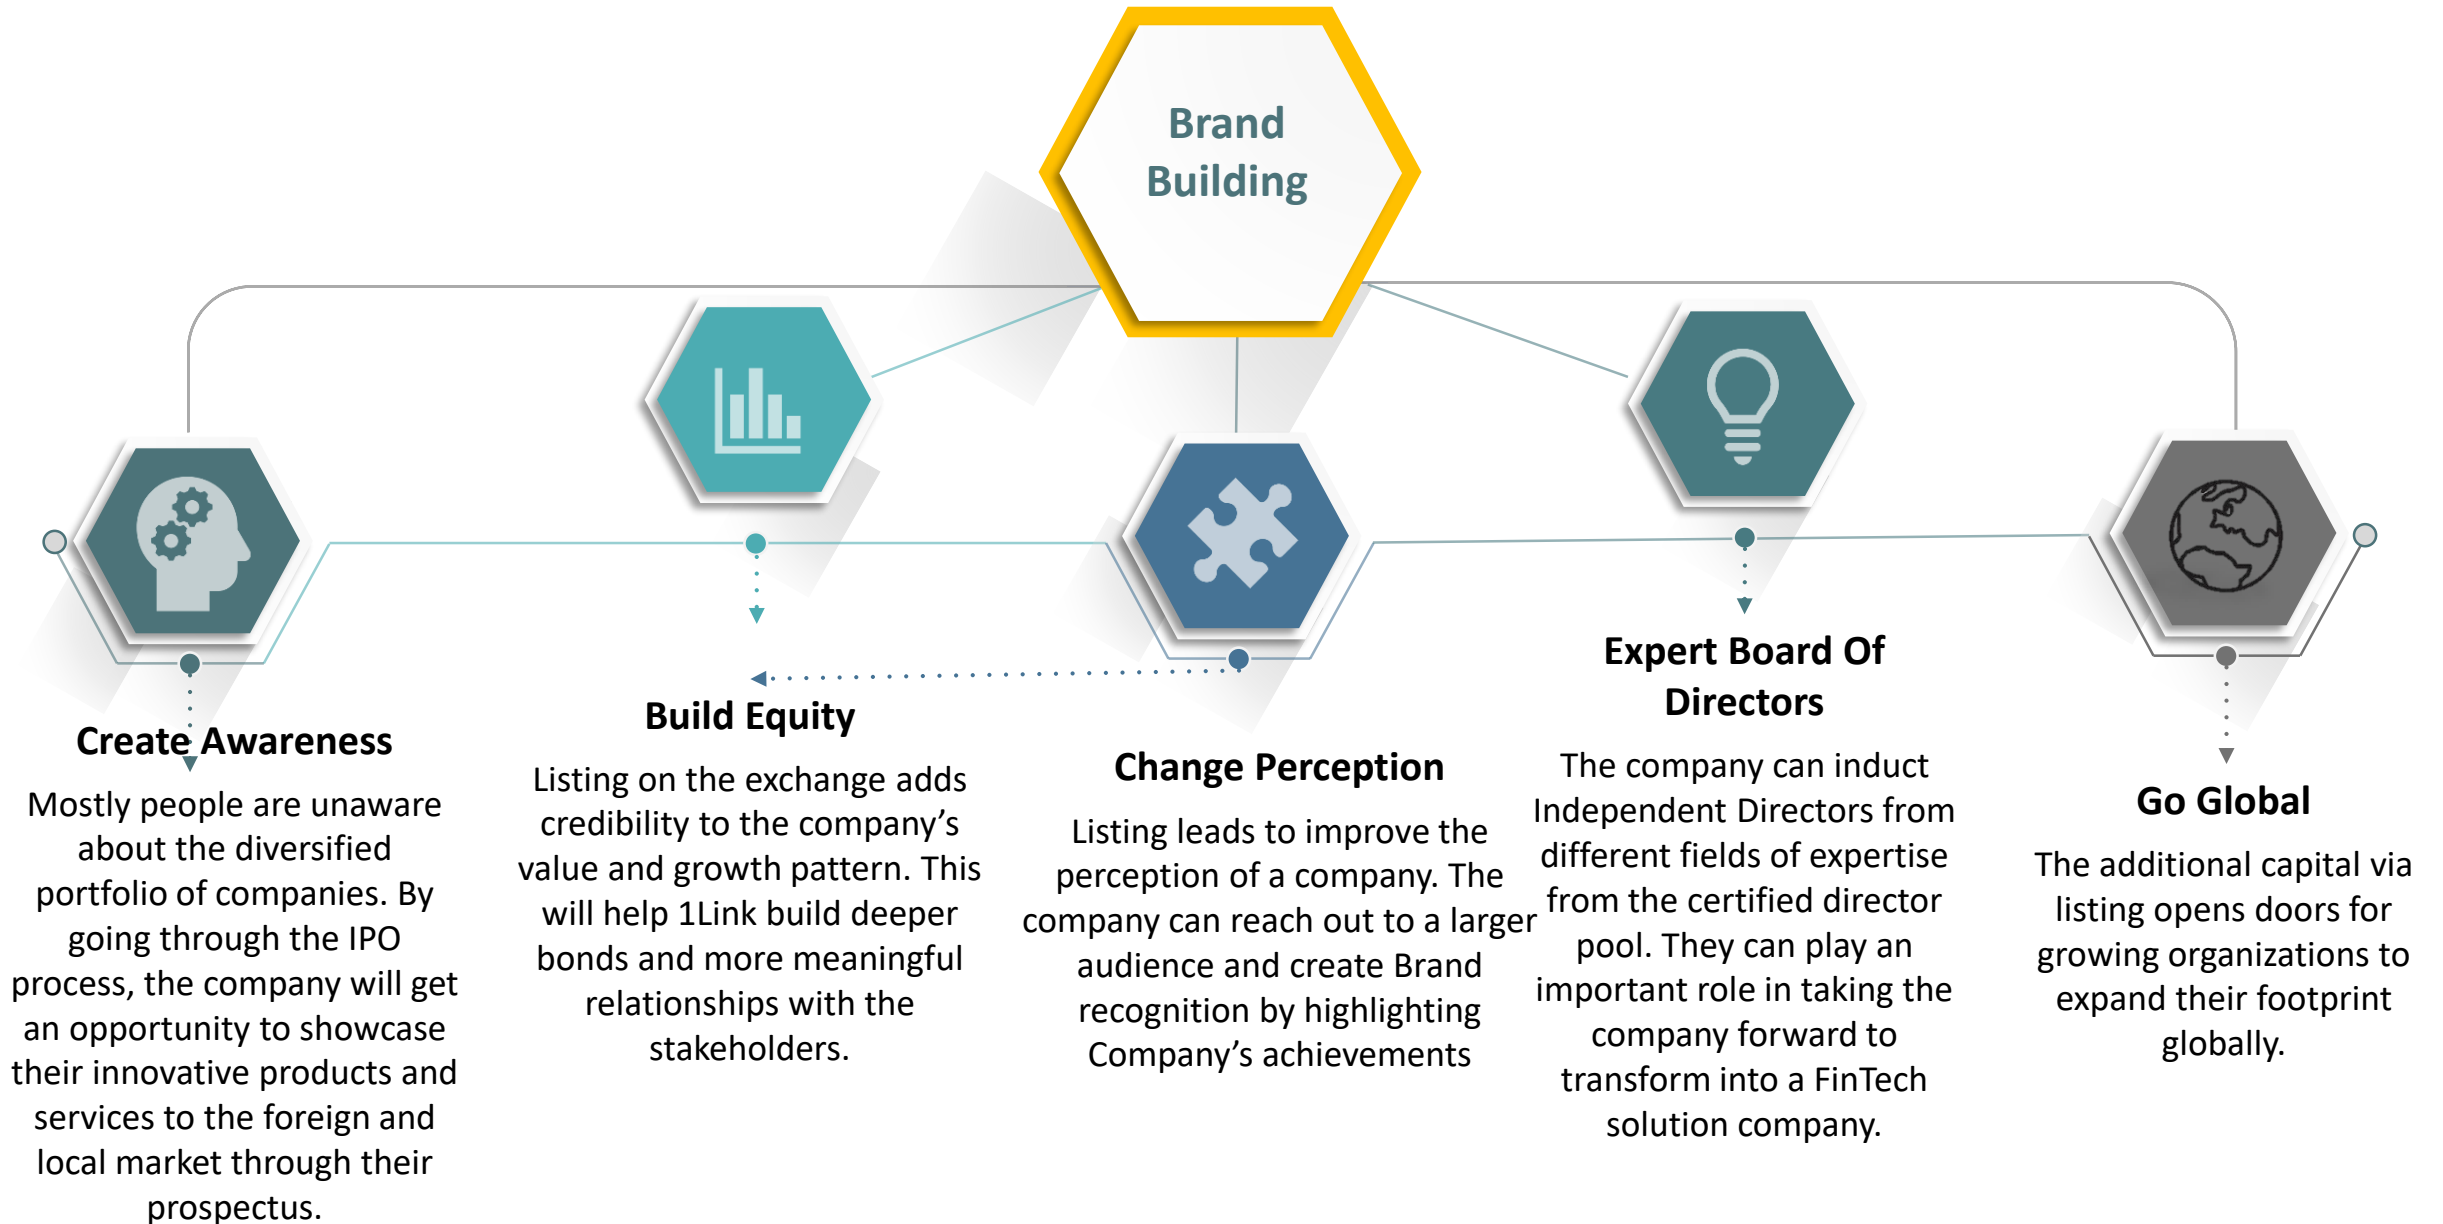 Brand
Building
Create Awareness
Mostly people are unaware
about the diversified
portfolio of companies. By
going through the IPO
process, the company will get
an opportunity to showcase
their innovative products and
services to the foreign and
local market through their
prospectus.
Build Equity
Listing on the exchange adds
credibility to the company’s
value and growth pattern. This
will help 1Link build deeper
bonds and more meaningful
relationships with the
stakeholders.
Change Perception
Listing leads to improve the
perception of a company. The
company can reach out to a larger
audience and create Brand
recognition by highlighting
Company’s achievements
Expert Board Of
Directors
The company can induct
Independent Directors from
different fields of expertise
from the certified director
pool. They can play an
important role in taking the
company forward to
transform into a FinTech
solution company.
Go Global
The additional capital via
listing opens doors for
growing organizations to
expand their footprint
globally.